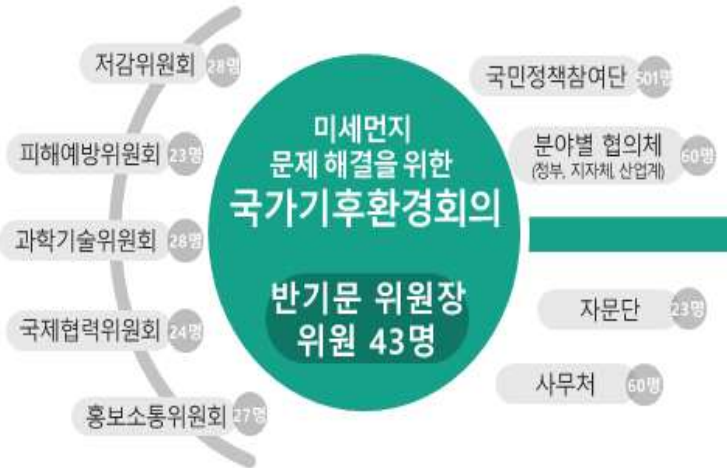 저감위원회 28명
피해예방위원회 23명
과학기술위원회 28명
국제협력위원회 24명
홍보소통위원회 27명
미세먼지
문제 해결을 위한
국가기후환경회의
반기문 위원장
위원 43명
국민정책참여단 501명
분야별 협의체 60명
(정부, 지자체, 산업계)
자문단 23명
사무처 60명